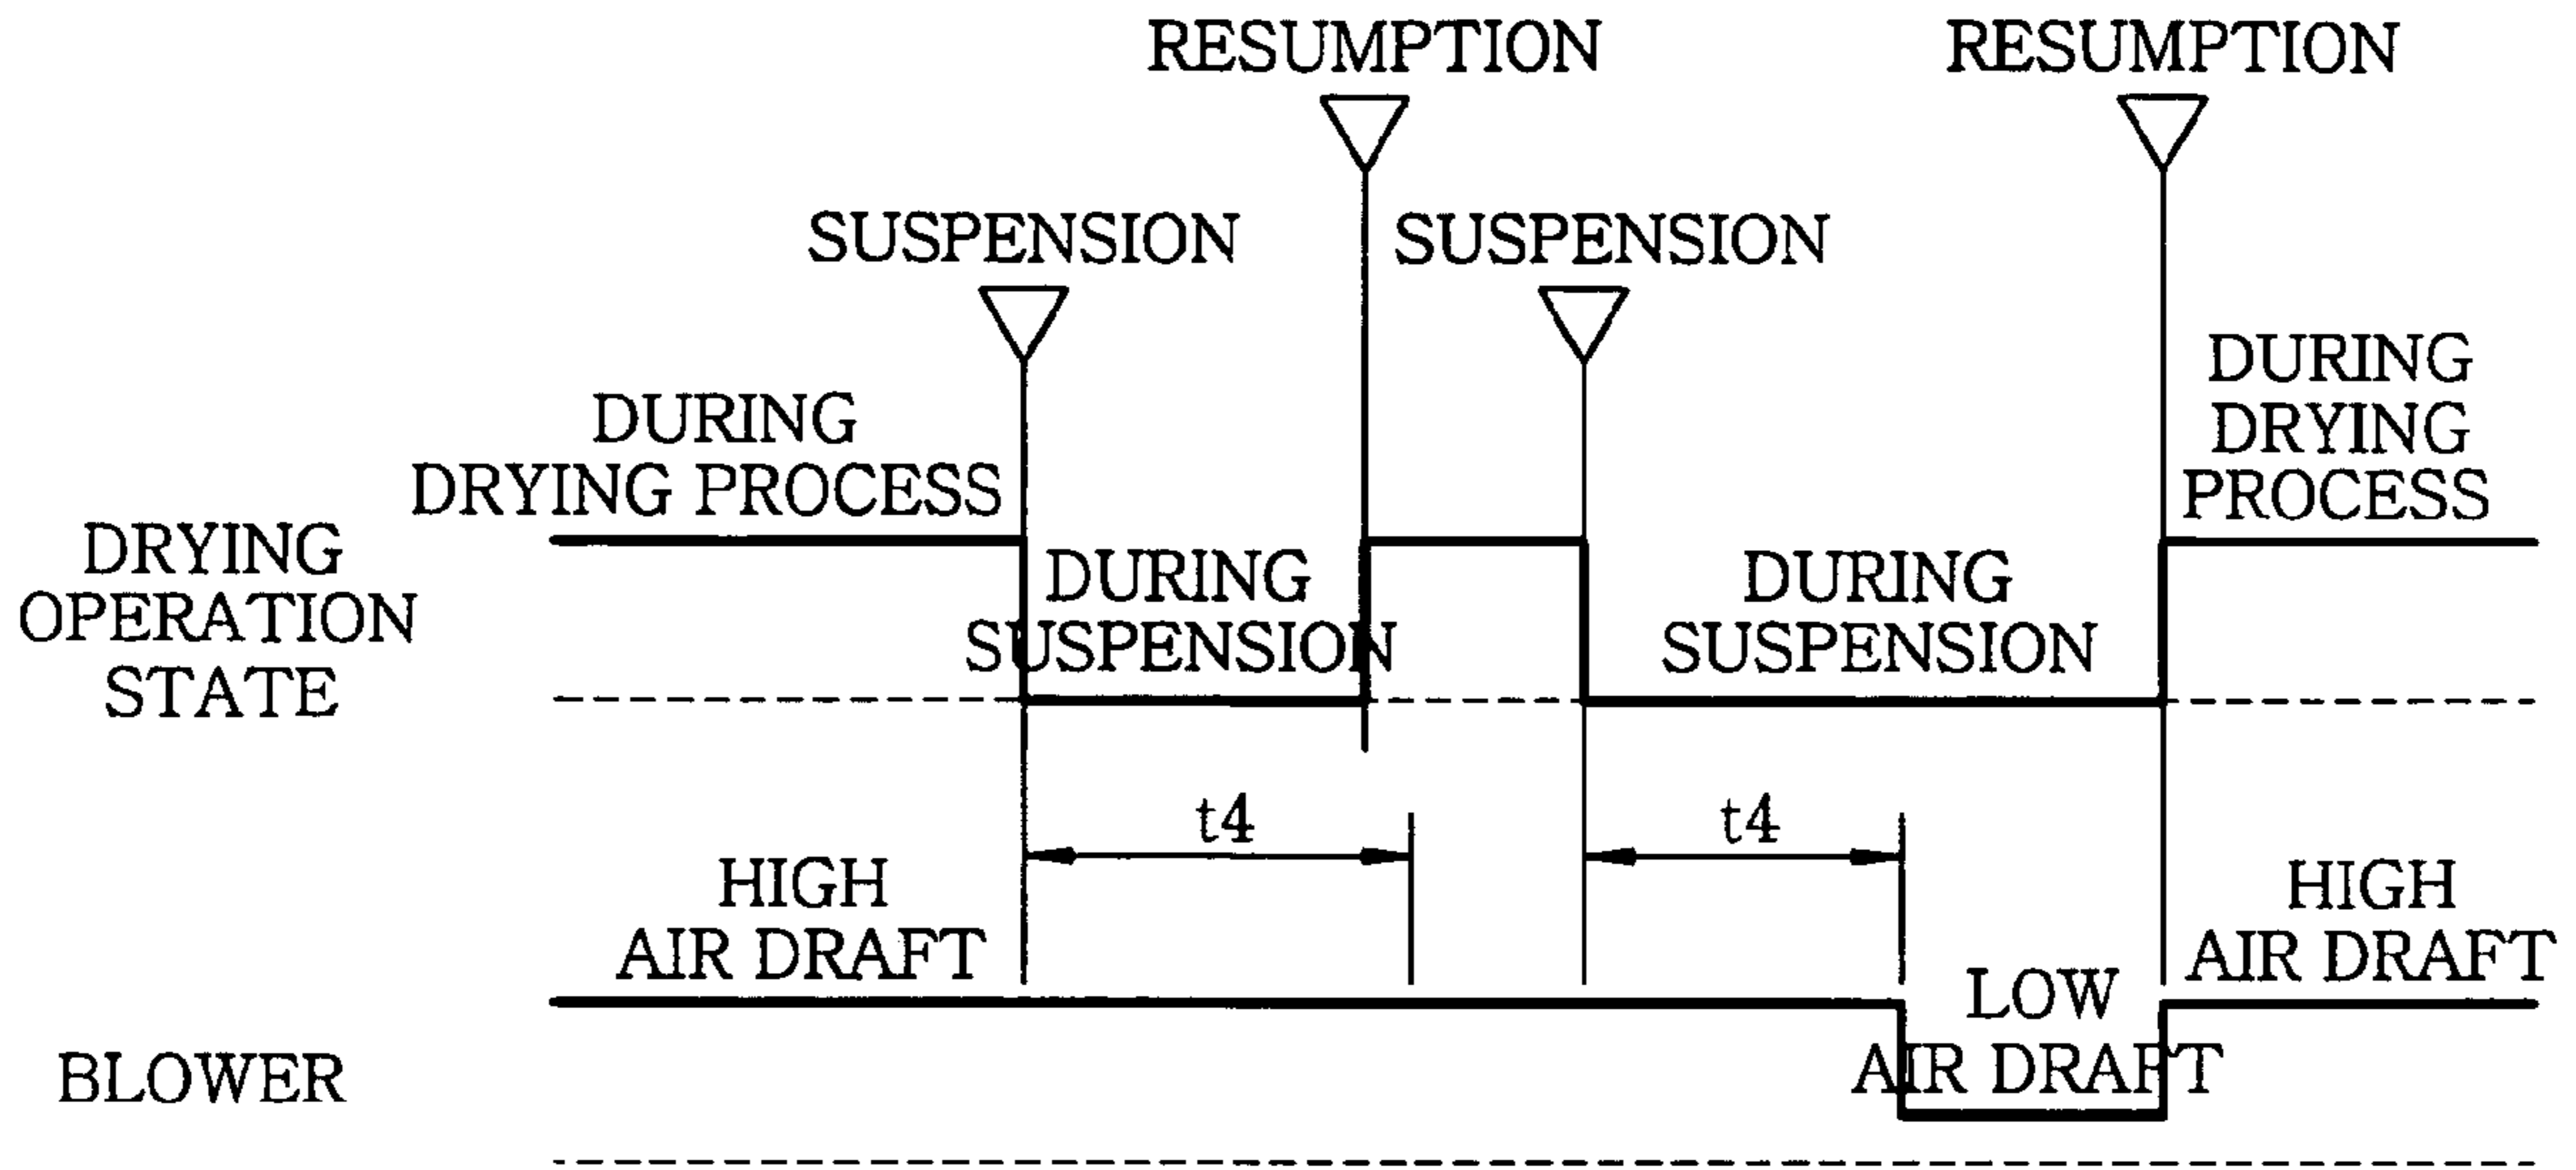 RESUMPTION
RESUMPTION
SUSPENSION
SUSPENSION
DURING
DRYING PROCESS
DURING
DRYING
PROCESS
DRYING
OPERATION
STATE
DURING
SUSPENSION
DURING
SUSPENSION
t4
t4
HIGH
AIR DRAFT
HIGH
AIR DRAFT
LOW
AIR DRAFT
BLOWER